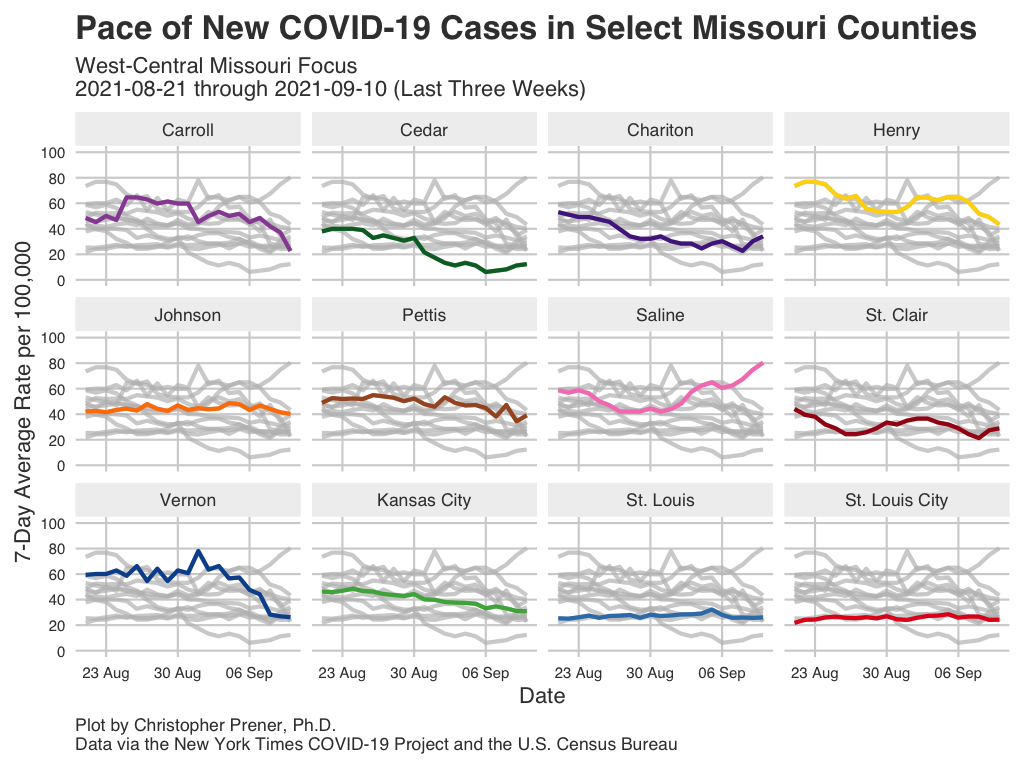 Pace of New COVID-19 Cases in Select Missouri Counties
West-Central Missouri Focus
2021-08-21 through 2021-09-10 (Last Three Weeks)
Carroll
Cedar
Chariton
Henry
100
80
60
40
20
0
Johnson
Pettis
Saline
St. Clair
100
80
60
40
20
0
Vernon
Kansas City
St. Louis
St. Louis City
100
80
60
40
20
0
7-Day Average Rate per 100,000
23 Aug 30 Aug 06 Sep
23 Aug 30 Aug 06 Sep
23 Aug 30 Aug 06 Sep
23 Aug 30 Aug 06 Sep
Date
Plot by Christopher Prener, Ph.D.
Data via the New York Times COVID-19 Project and the U.S. Census Bureau